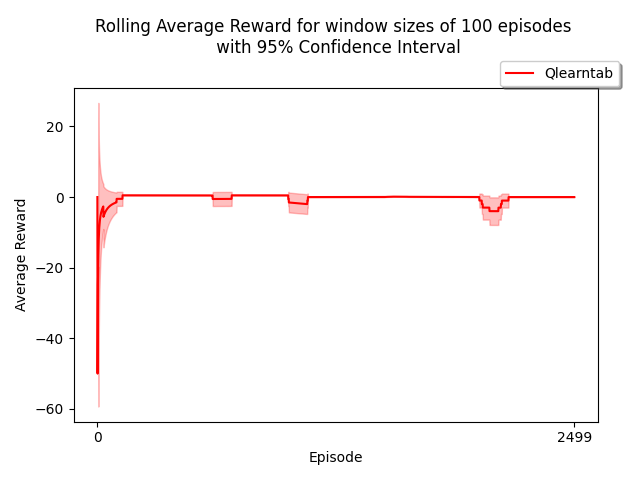 Rolling Average Reward for window sizes of 100 episodes
with 95% Confidence Interval
Qlearntab
20
0
−20
−40
−60
Average Reward
0
2499
Episode